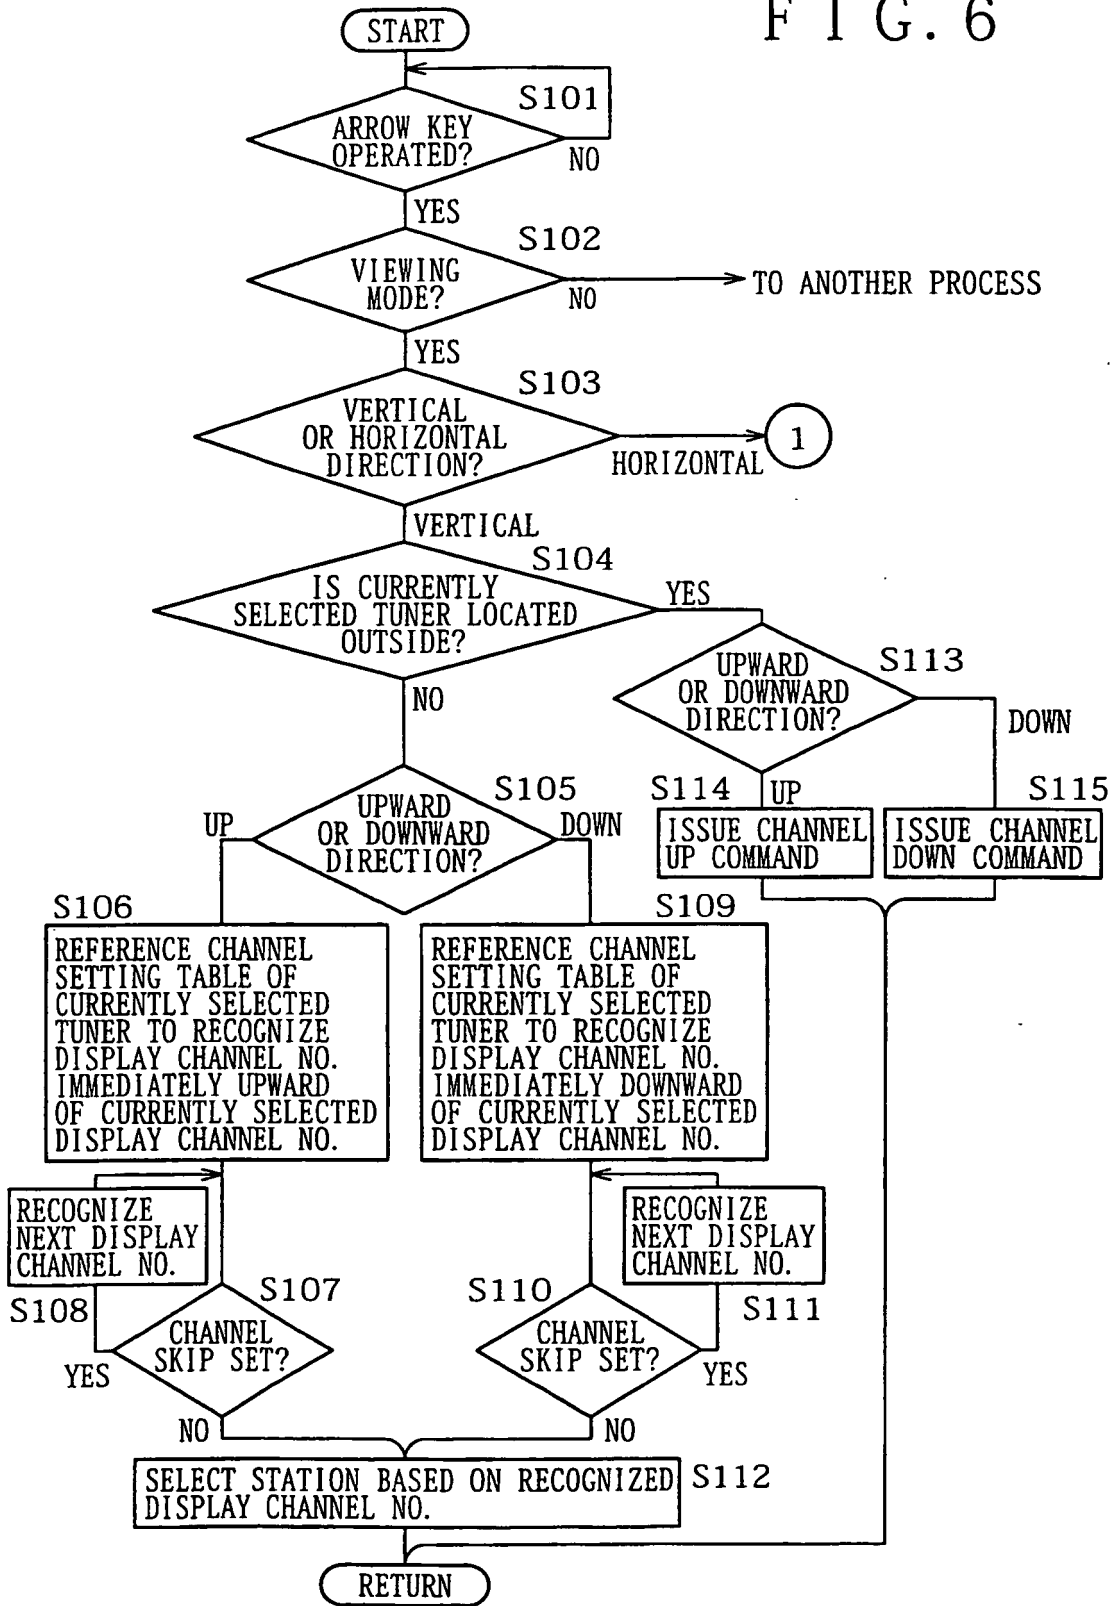 FIG. 6
START
S101
ARROW KEY
OPERATED?
NO
YES
S102
VIEWING
MODE?
NO
TO ANOTHER PROCESS
YES
S103
VERTICAL
OR HORIZONTAL
DIRECTION?
HORIZONTAL
1
VERTICAL
S104
IS CURRENTLY
SELECTED TUNER LOCATED
OUTSIDE?
YES
NO
S113
UPWARD
OR DOWNWARD
DIRECTION?
DOWN
UP
S114
ISSUE CHANNEL
UP COMMAND
S115
ISSUE CHANNEL
DOWN COMMAND
S105
UPWARD
OR DOWNWARD
DIRECTION?
UP
DOWN
S106
REFERENCE CHANNEL
SETTING TABLE OF
CURRENTLY SELECTED
TUNER TO RECOGNIZE
DISPLAY CHANNEL NO.
IMMEDIATELY UPWARD
OF CURRENTLY SELECTED
DISPLAY CHANNEL NO.
S109
REFERENCE CHANNEL
SETTING TABLE OF
CURRENTLY SELECTED
TUNER TO RECOGNIZE
DISPLAY CHANNEL NO.
IMMEDIATELY DOWNWARD
OF CURRENTLY SELECTED
DISPLAY CHANNEL NO.
RECOGNIZE
NEXT DISPLAY
CHANNEL NO.
S108
S107
CHANNEL
SKIP SET?
YES
NO
RECOGNIZE
NEXT DISPLAY
CHANNEL NO.
S111
S110
CHANNEL
SKIP SET?
YES
NO
SELECT STATION BASED ON RECOGNIZED
DISPLAY CHANNEL NO.
S112
RETURN